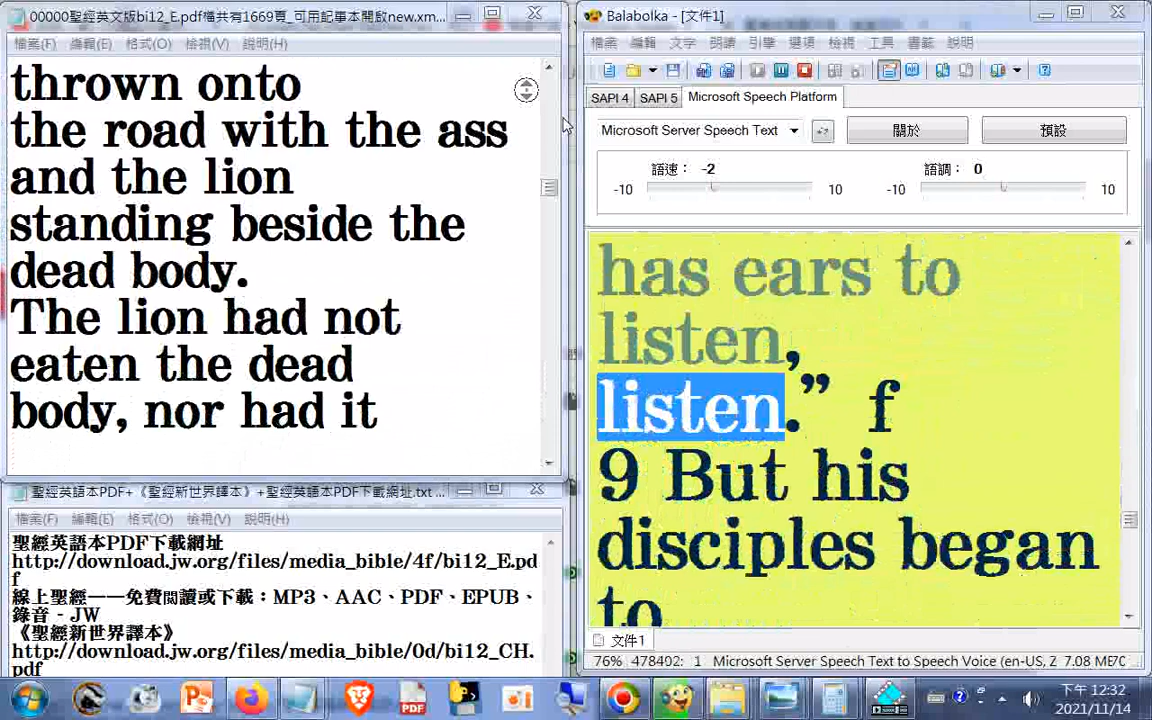 00000聖經英文版bi12_E.pdf檔共有1669頁_可用記事本開啟new.xm...
檔案(F) 編輯(E) 格式(O) 檢視(V) 說明(H)
thrown onto
the road with the ass
and the lion
standing beside the
dead body.
The lion had not
eaten the dead
body, nor had it
聖經英語本PDF+《聖經新世界譯本》+聖經英語本PDF下載網址.txt ...
檔案(F) 編輯(E) 格式(O) 檢視(V) 說明(H)
聖經英語本PDF下載網址
http://download.jw.org/files/media_bible/4f/bi12_E.pd
f
線上聖經——免費閱讀或下載：MP3、AAC、PDF、EPUB、
錄音 - JW
《聖經新世界譯本》
http://download.jw.org/files/media_bible/0d/bi12_CH.
pdf
Balabolka - [文件1]
檔案 編輯 文字 朗讀 引擎 選項 檢視 工具 書籤 說明
SAPI 4 SAPI 5 Microsoft Speech Platform
Microsoft Server Speech Text 關於 預設
語速： -2 語調： 0
-10 10 -10 10
has ears to
listen,
listen.” f
9 But his
disciples began
to
文件1
76% 478492: 1 Microsoft Server Speech Text to Speech Voice (en-US, Z 7.08 ME
下午 12:32
2021/11/14